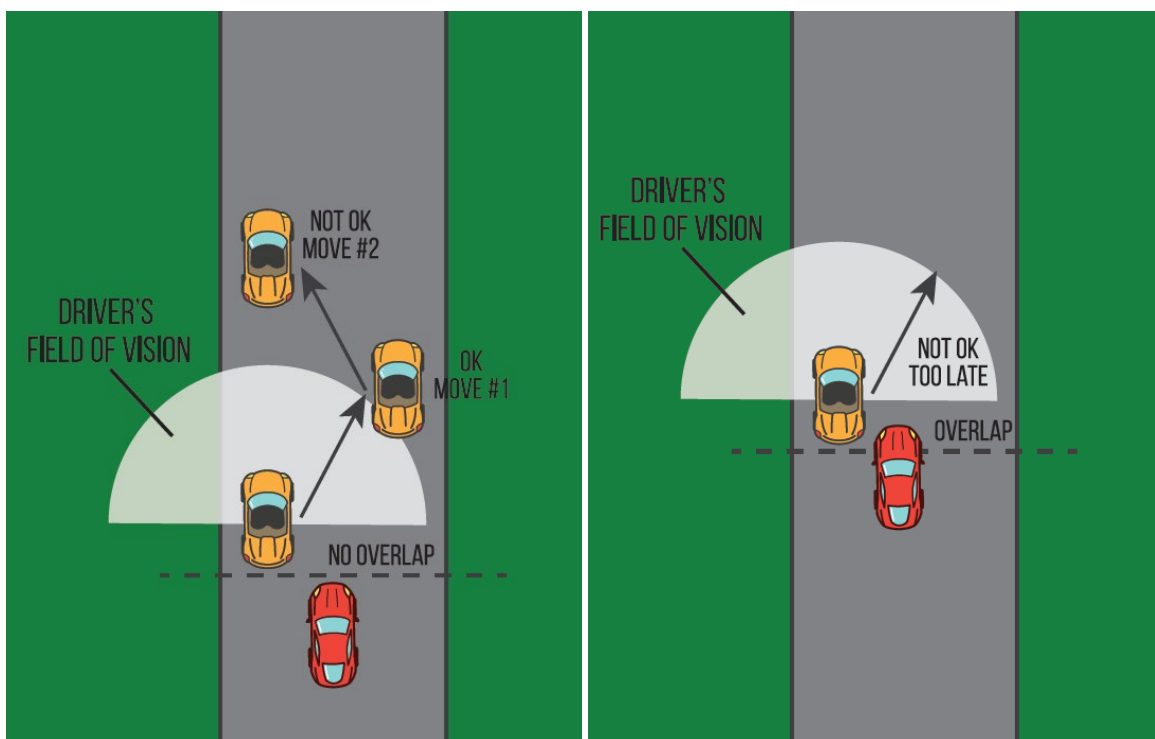 NOT OK
MOVE #2
DRIVER'S
FIELD OF VISION
OK
MOVE #1
NO OVERLAP
DRIVER'S
FIELD OF VISION
NOT OK
TOO LATE
OVERLAP